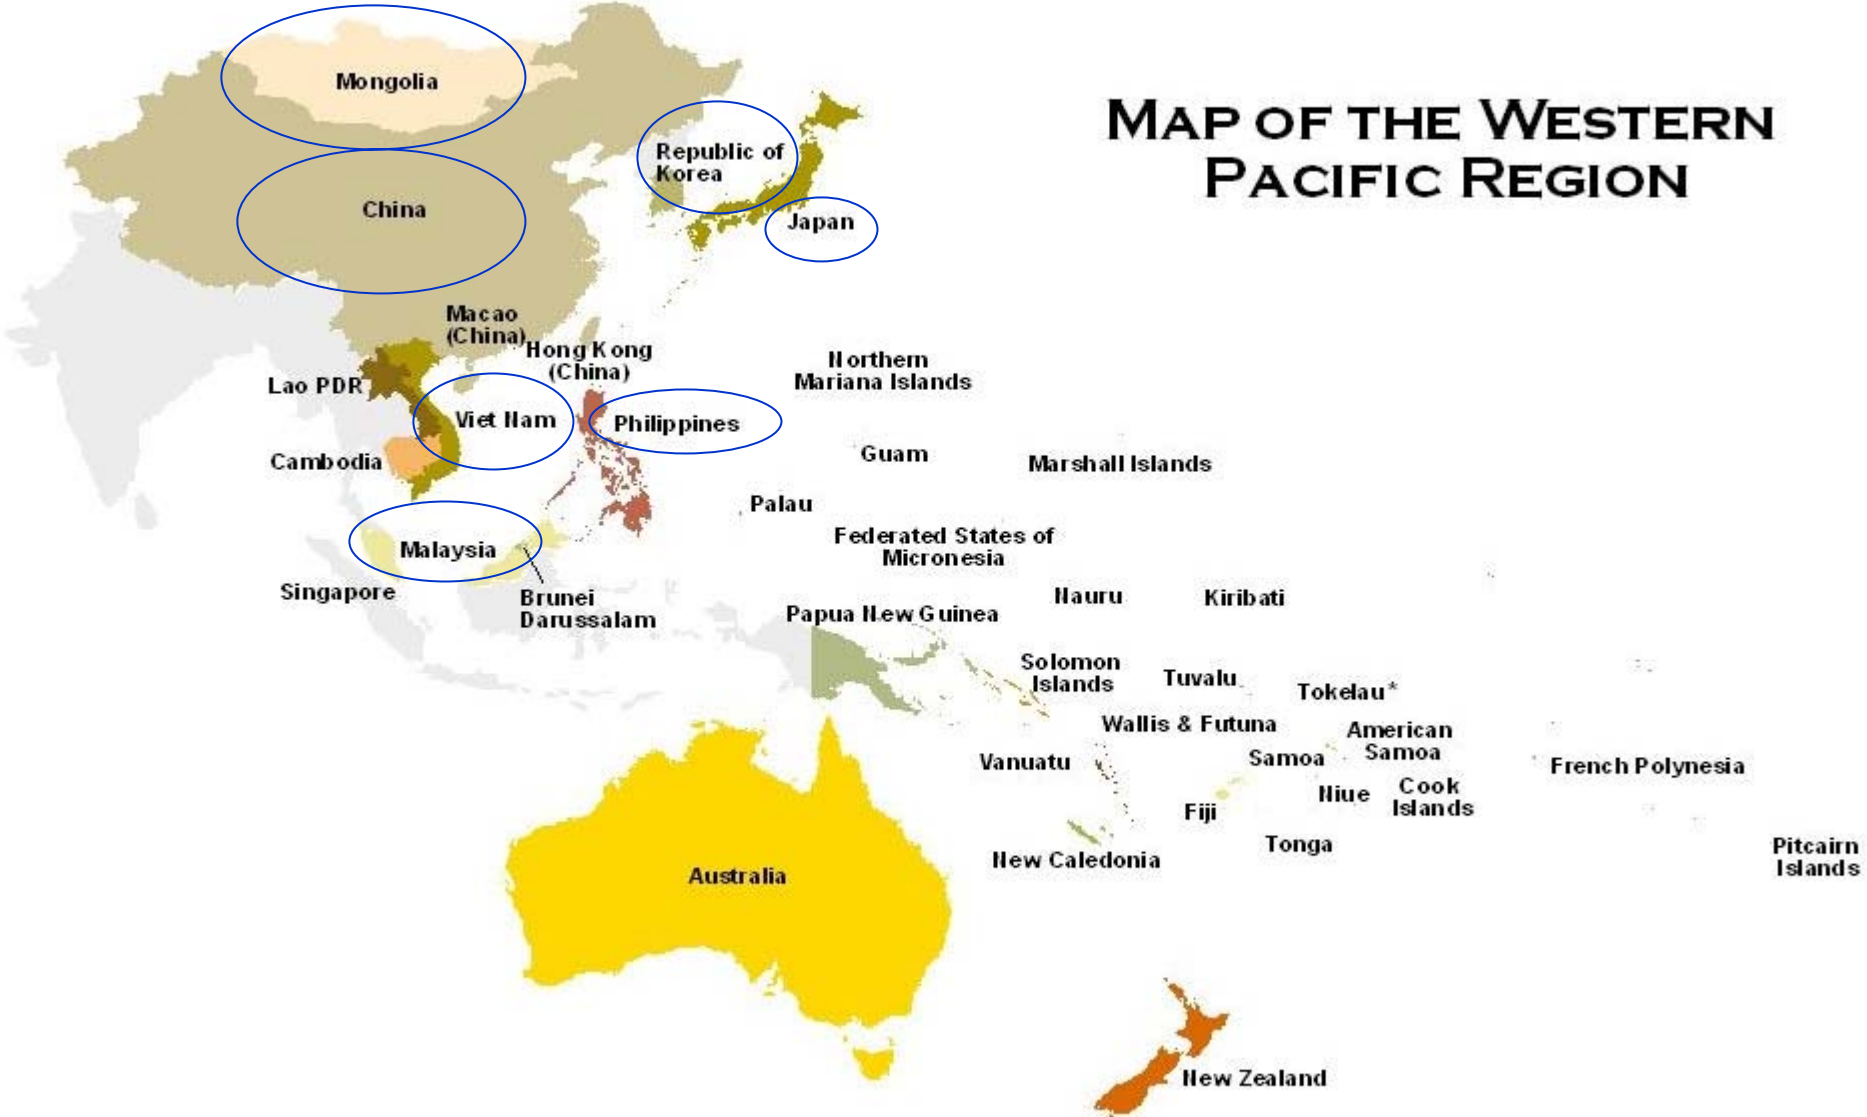 MAP OF THE WESTERN
PACIFIC REGION
Mongolia
Republic of
Korea
China
Japan
Macao
(China)
Hong Kong
(China)
Northern
Mariana Islands
Lao PDR
Viet Nam
Philippines
Cambodia
Guam
Marshall Islands
Palau
Malaysia
Federated States of
Micronesia
Singapore
Brunei
Darussalam
Nauru
Kiribati
Papua New Guinea
Solomon
Islands
Tuvalu
Tokelau*
Wallis & Futuna
American
Samoa
Vanuatu
Samoa
French Polynesia
Niue
Cook
Islands
Fiji
Tonga
New Caledonia
Pitcairn
Islands
Australia
New Zealand